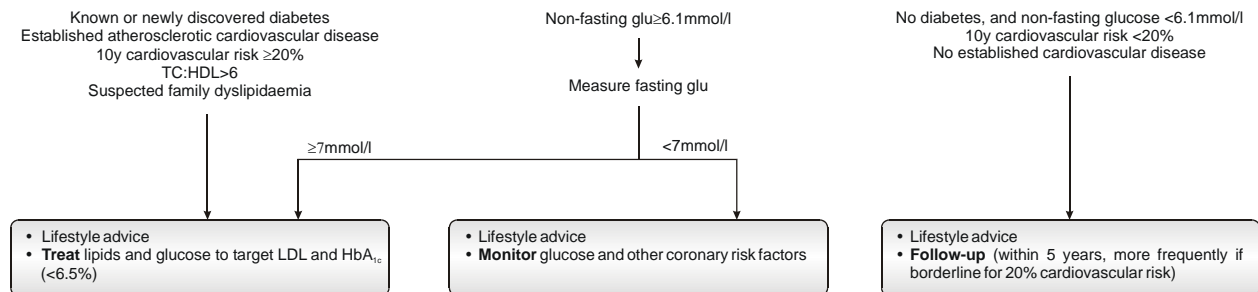 Known or newly discovered diabetes
Established atherosclerotic cardiovascular disease
10y cardiovascular risk ≥20%
TC:HDL>6
Suspected family dyslipidaemia
Non-fasting glu≥6.1mmol/l
Measure fasting glu
No diabetes, and non-fasting glucose <6.1mmol/l
10y cardiovascular risk <20%
No established cardiovascular disease
≥7mmol/l
<7mmol/l
• Lifestyle advice
• Treat lipids and glucose to target LDL and HbA1c
(<6.5%)
• Lifestyle advice
• Monitor glucose and other coronary risk factors
• Lifestyle advice
• Follow-up (within 5 years, more frequently if
borderline for 20% cardiovascular risk)